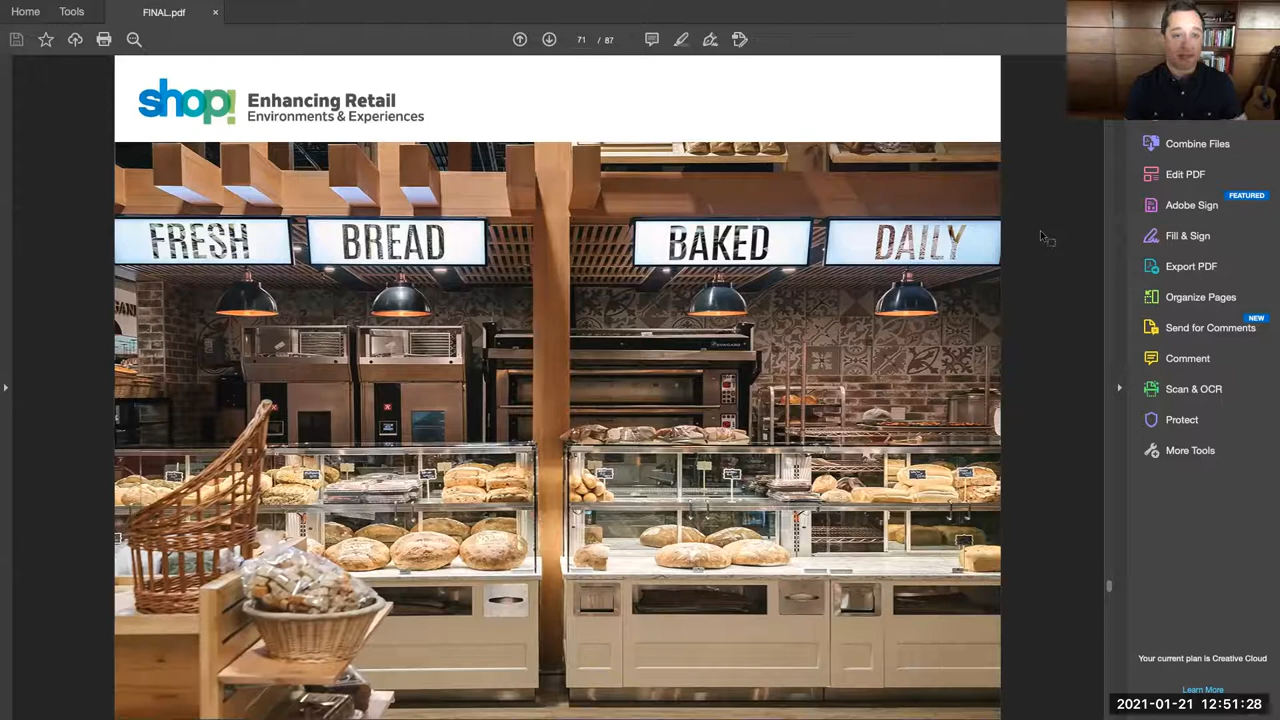 Home Tools FINAL.pdf ×
71 / 87
shop! Enhancing Retail
Environments & Experiences
FRESH BREAD BAKED DAILY
Combine Files
Edit PDF
FEATURED
Adobe Sign
Fill & Sign
Export PDF
Organize Pages
NEW
Send for Comments
Comment
Scan & OCR
Protect
More Tools
Your current plan is Creative Cloud
Learn More
2021-01-21 12:51:28